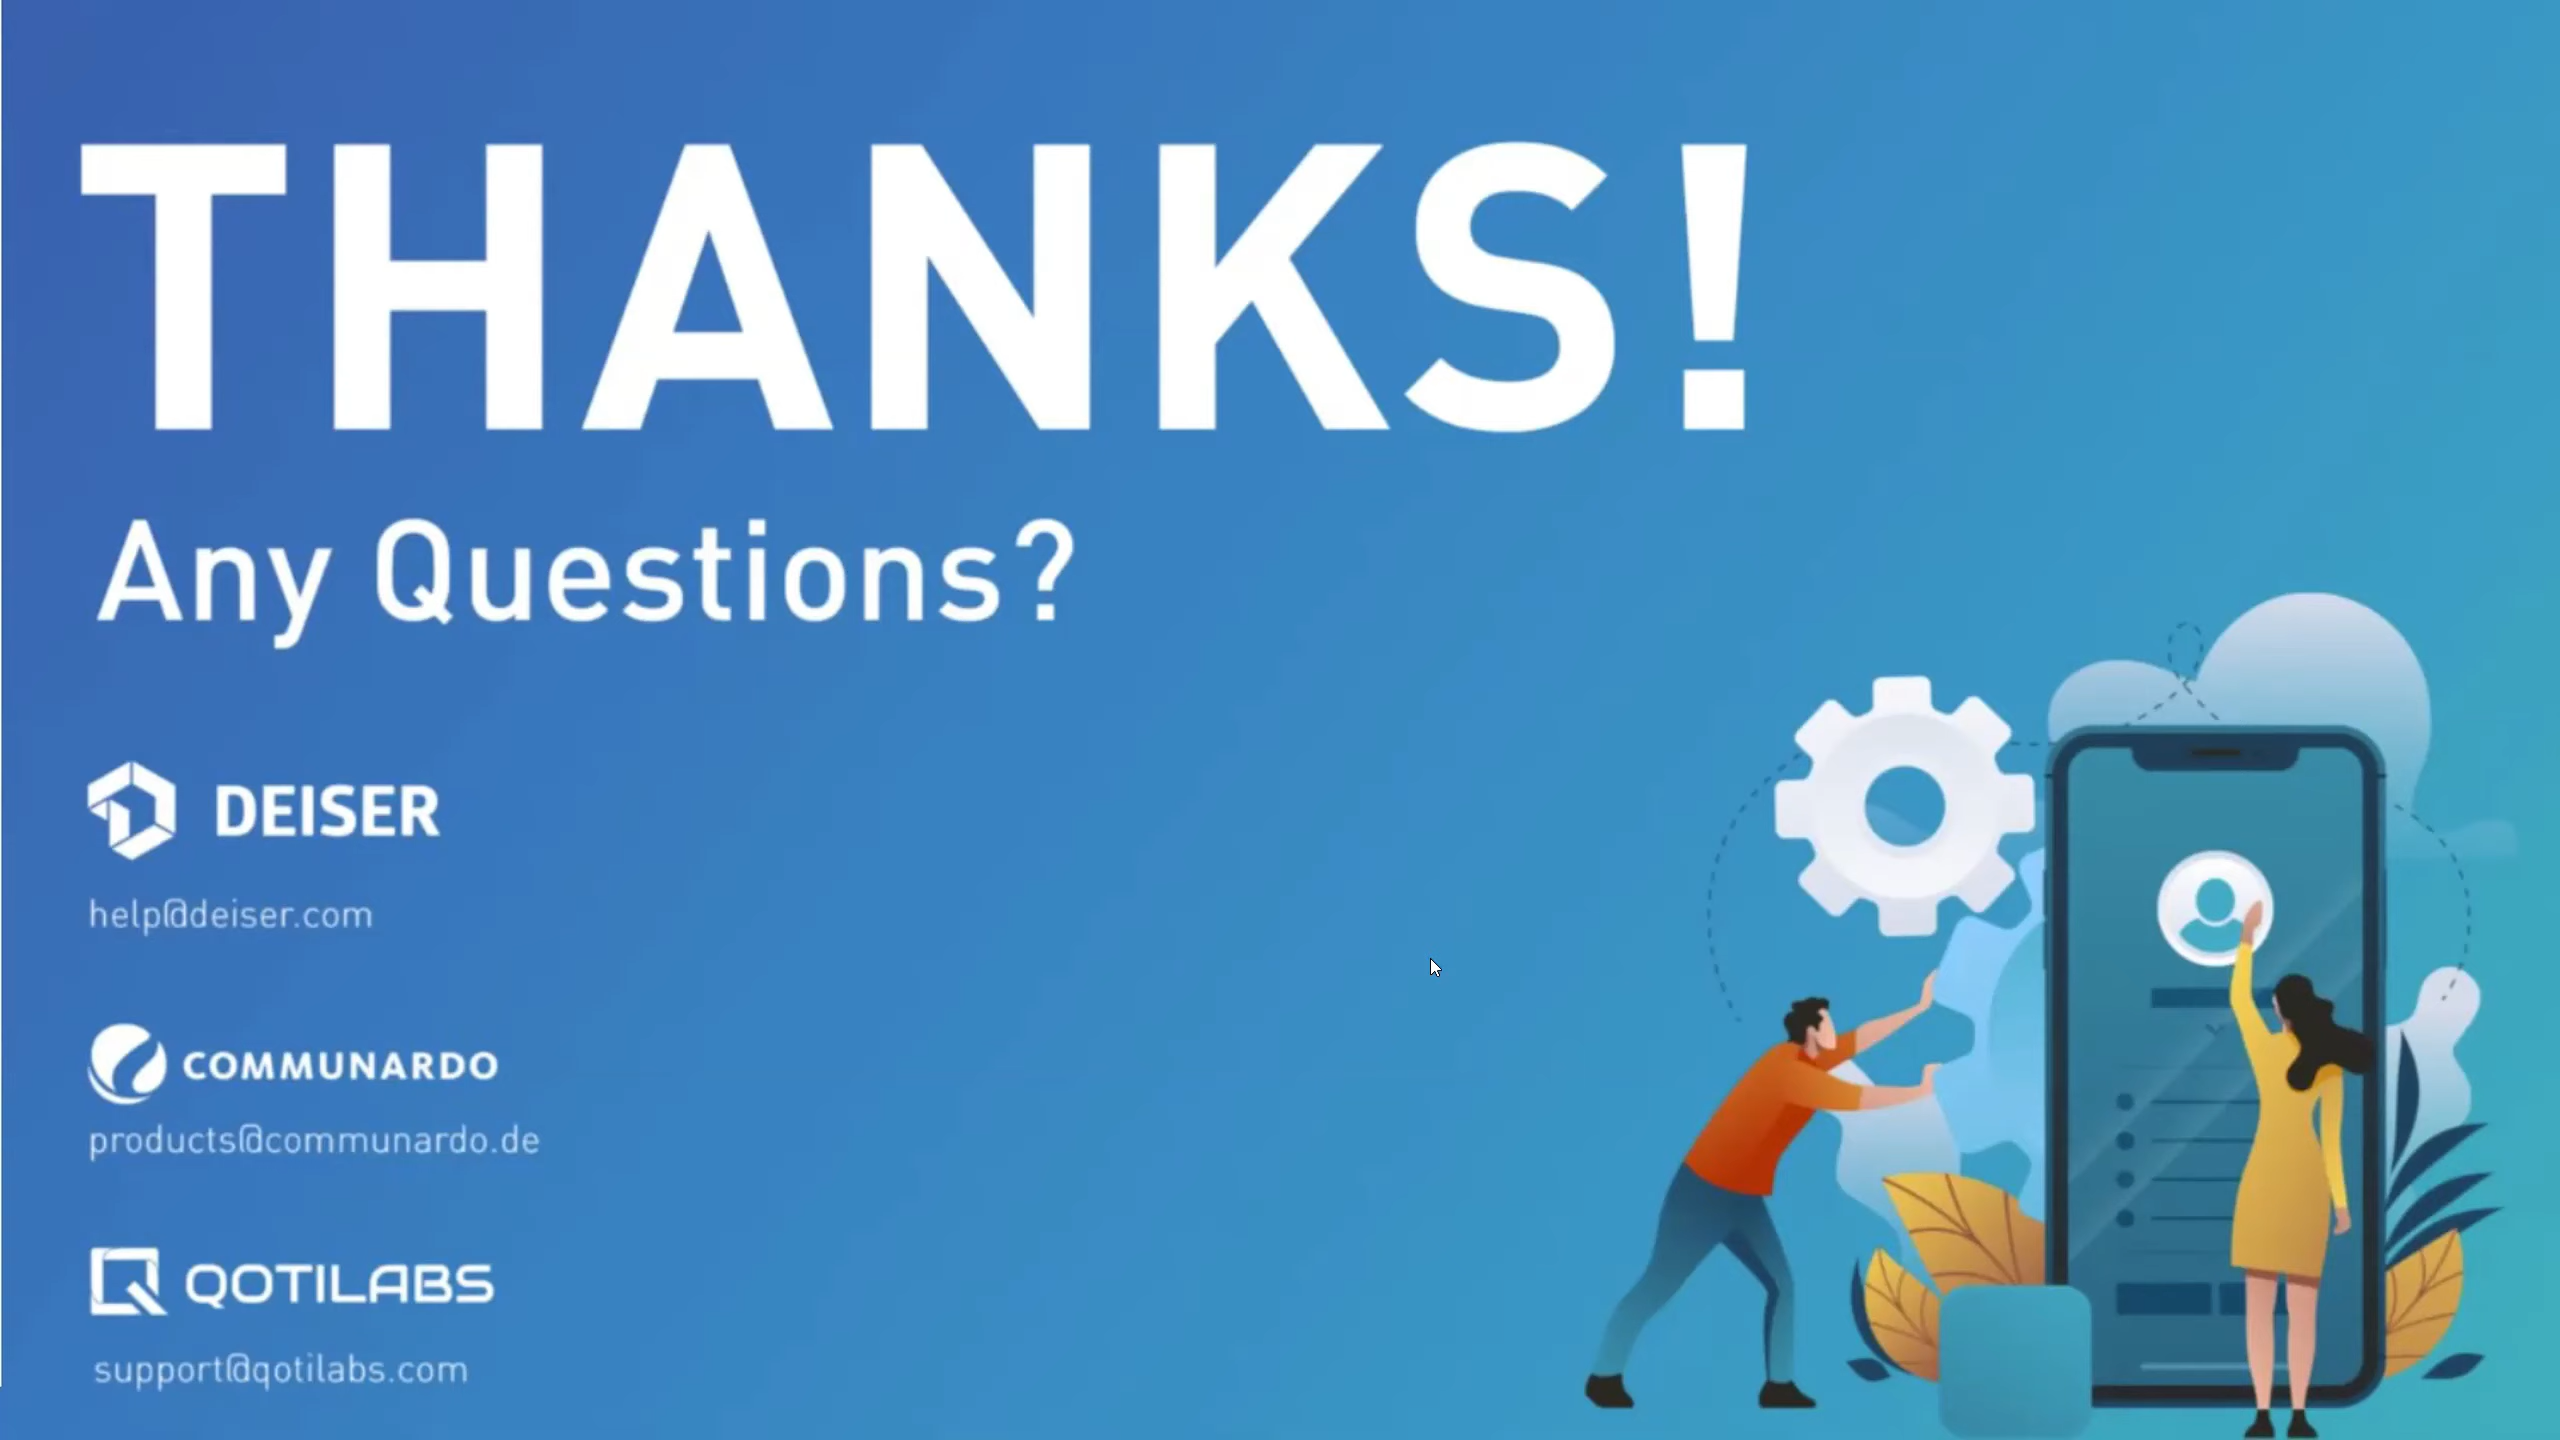 THANKS!
Any Questions?
DEISER
help@deiser.com
COMMUNARDO
products@communardo.de
QOTILABS
support@qotilabs.com